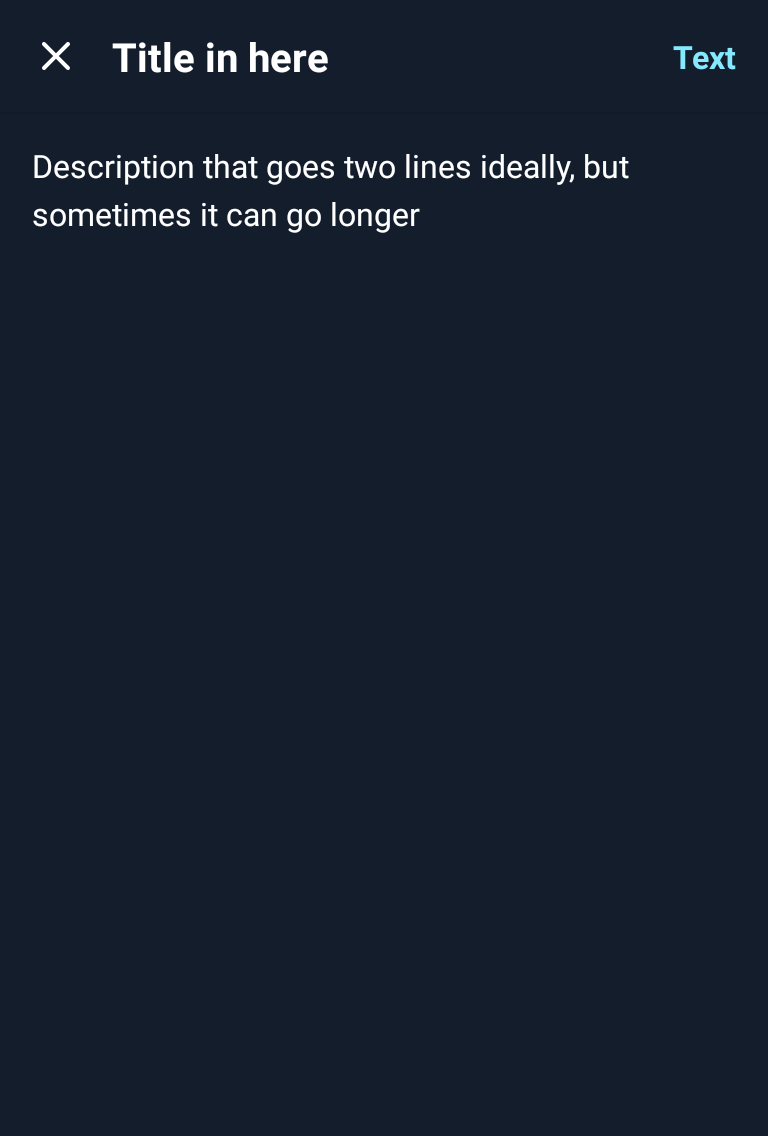 Title in here
Text
Description that goes two lines ideally, but
sometimes it can go longer